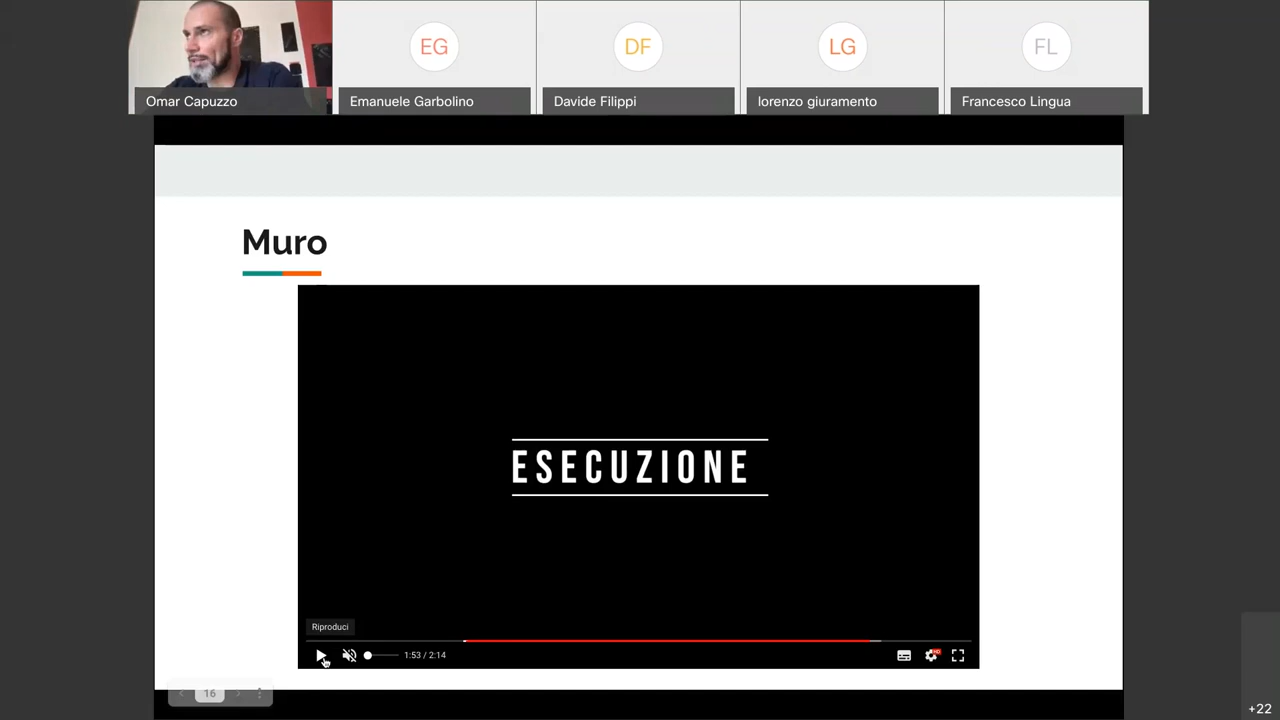 EG
DF
LG
FL
Omar Capuzzo
Emanuele Garbolino
Davide Filippi
lorenzo giuramento
Francesco Lingua
Muro
ESECUZIONE
Riproduci
1:53 / 2:14
HD
16
+22